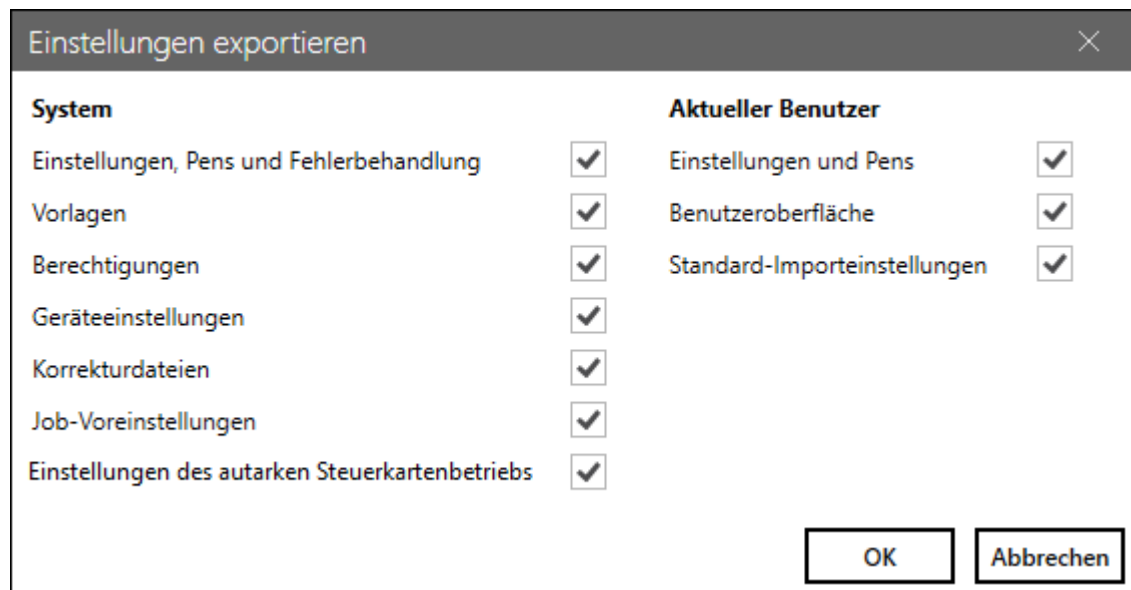 Einstellungen exportieren
System
Einstellungen, Pens und Fehlerbehandlung
Vorlagen
Berechtigungen
Geräteeinstellungen
Korrekturdateien
Job-Voreinstellungen
Einstellungen des autarken Steuerkartenbetriebs
Aktueller Benutzer
Einstellungen und Pens
Benutzeroberfläche
Standard-Importeinstellungen
OK
Abbrechen